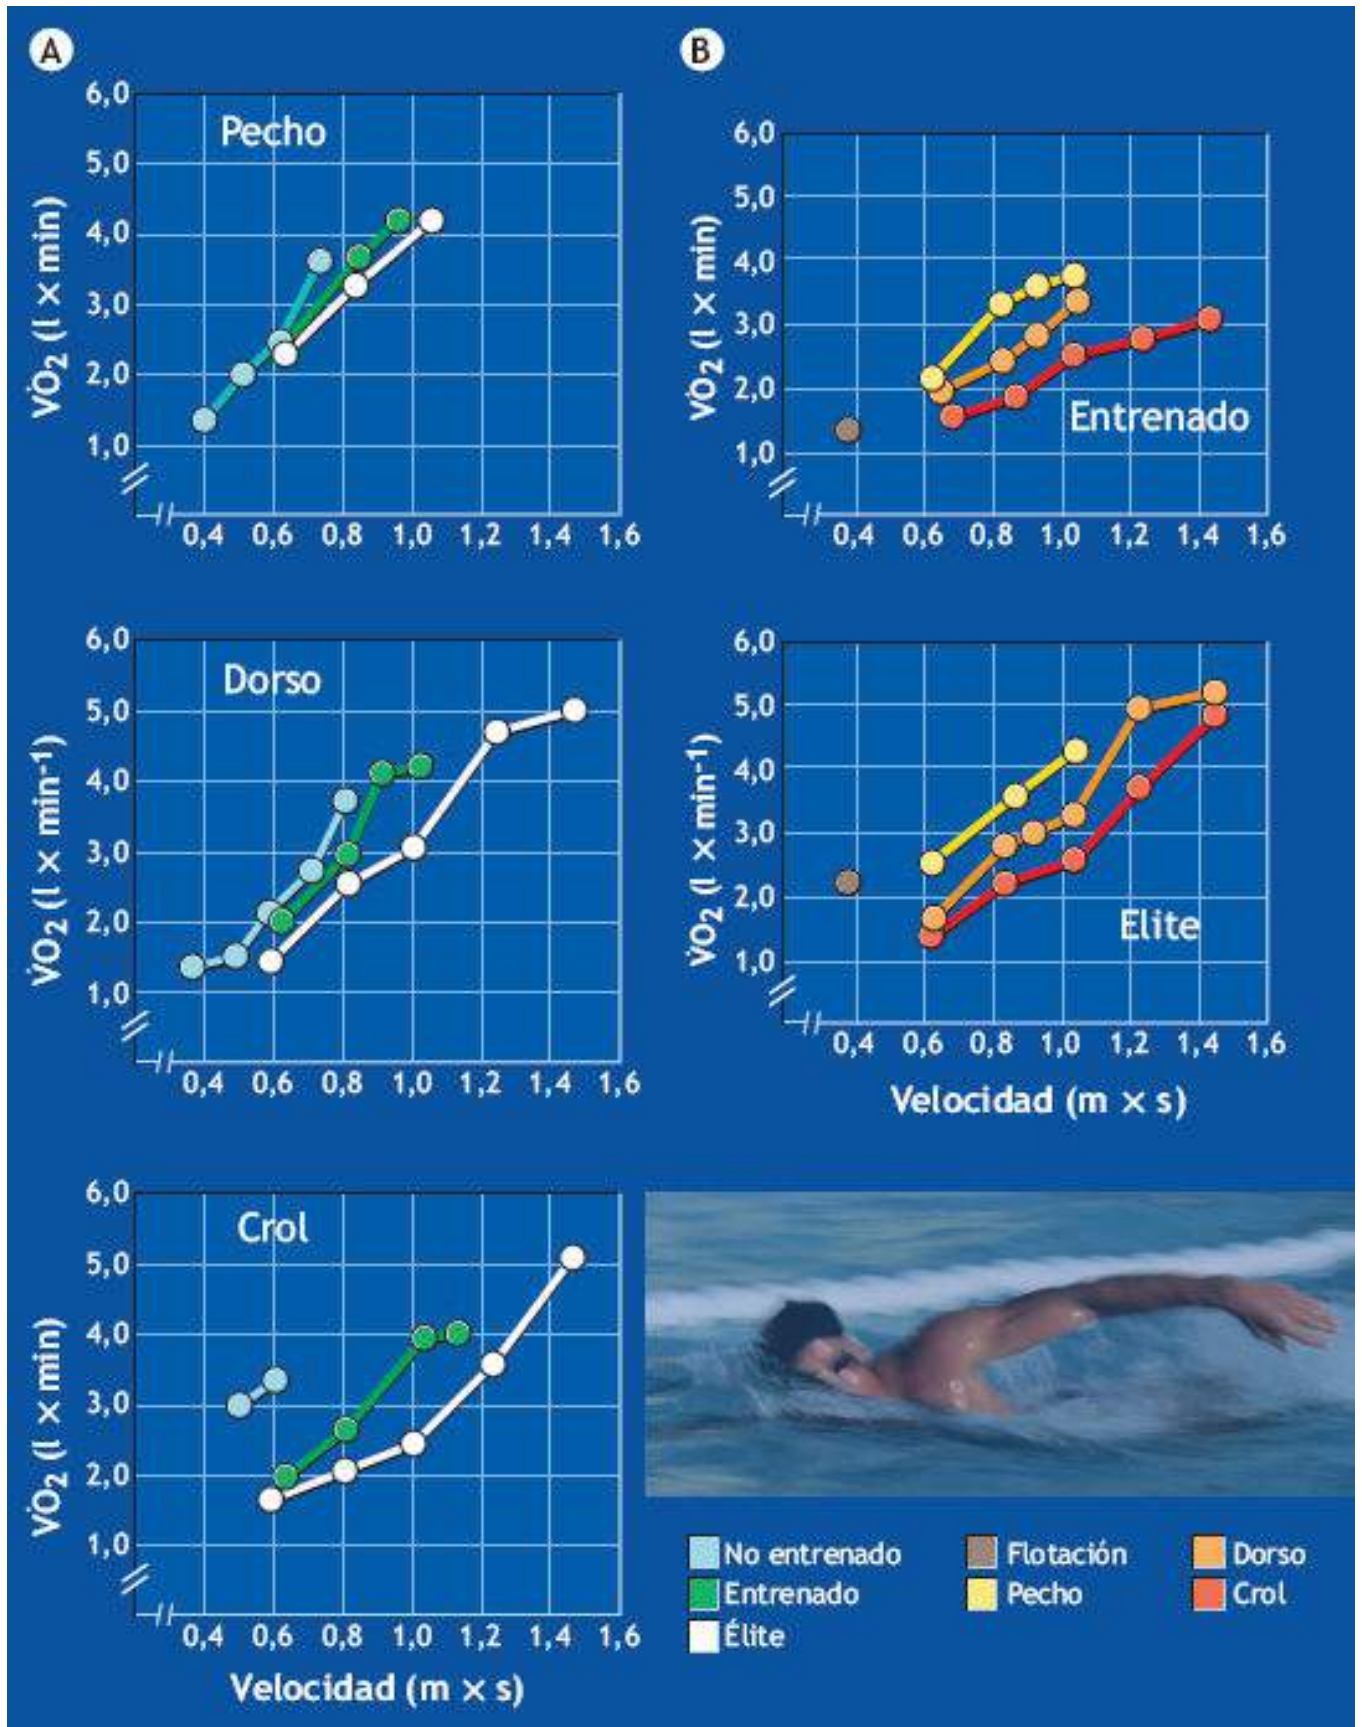 A
Pecho
V̇O₂ (l × min)
6,0
5,0
4,0
3,0
2,0
1,0
0,4 0,6 0,8 1,0 1,2 1,4 1,6
Dorso
V̇O₂ (l × min⁻¹)
6,0
5,0
4,0
3,0
2,0
1,0
0,4 0,6 0,8 1,0 1,2 1,4 1,6
Crol
V̇O₂ (l × min)
6,0
5,0
4,0
3,0
2,0
1,0
0,4 0,6 0,8 1,0 1,2 1,4 1,6
Velocidad (m × s)
B
V̇O₂ (l × min)
6,0
5,0
4,0
3,0
2,0
1,0
Entrenado
0,4 0,6 0,8 1,0 1,2 1,4 1,6
V̇O₂ (l × min⁻¹)
6,0
5,0
4,0
3,0
2,0
1,0
Elite
0,4 0,6 0,8 1,0 1,2 1,4 1,6
Velocidad (m × s)
No entrenado
Entrenado
Élite
Flotación
Pecho
Dorso
Crol